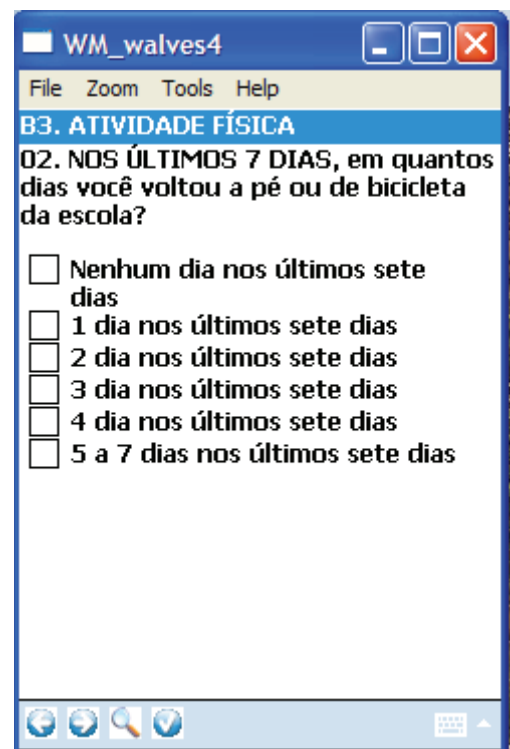 WM_walves4
File Zoom Tools Help
B3. ATIVIDADE FÍSICA
02. NOS ÚLTIMOS 7 DIAS, em quantos
dias você voltou a pé ou de bicicleta
da escola?
Nenhum dia nos últimos sete
dias
1 dia nos últimos sete dias
2 dia nos últimos sete dias
3 dia nos últimos sete dias
4 dia nos últimos sete dias
5 a 7 dias nos últimos sete dias